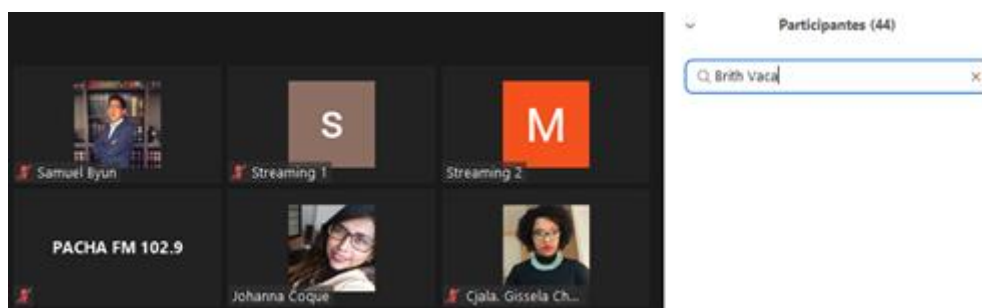 Participantes (44)
Brith Vaca
S
M
Samuel Byun
Streaming 1
Streaming 2
PACHA FM 102.9
Johanna Coque
Cjala. Gissela Ch...